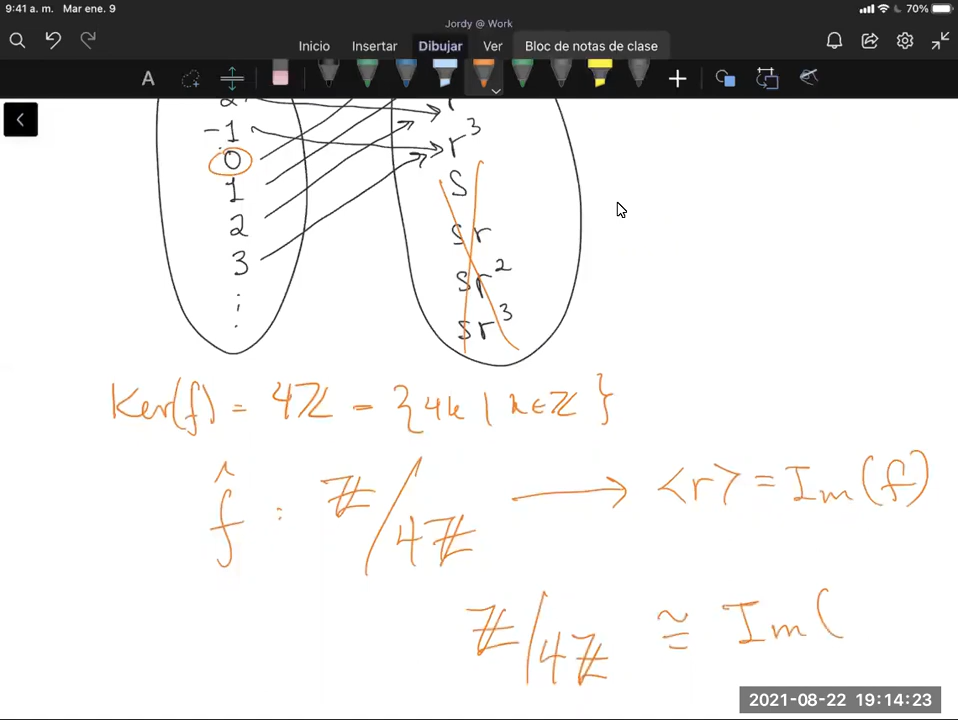 9:41 a. m. Mar ene. 9
70%
Jordy @ Work
Inicio Insertar Dibujar Ver Bloc de notas de clase
A
-1 r³
0
1 s
2 sr
3 sr²
⋮ sr³
Ker(f) = 4ℤ = {4k | k∈ℤ}
f̂ : ℤ/4ℤ ⟶ <r> = Im(f)
ℤ/4ℤ ≅ Im(
2021-08-22 19:14:23